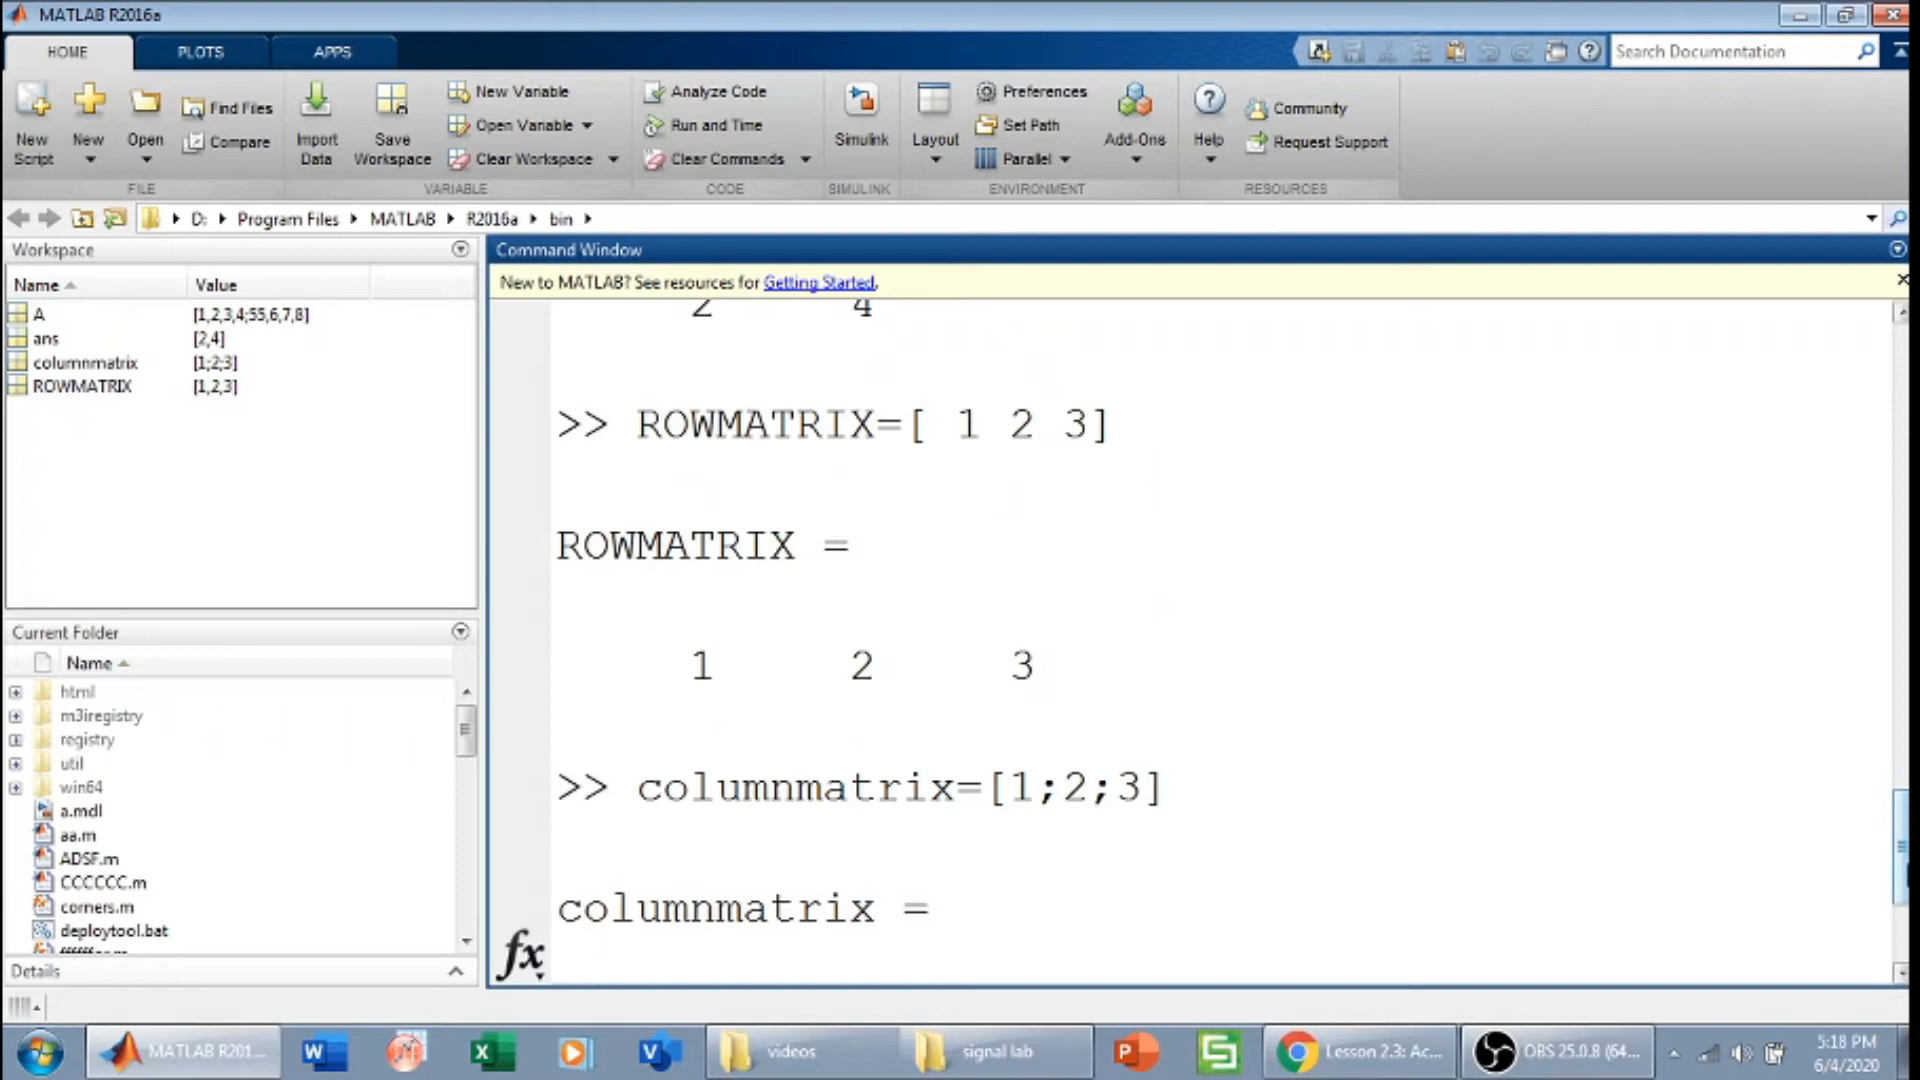 MATLAB R2016a
HOME PLOTS APPS
Search Documentation
New Script
New
Open
Find Files
Compare
Import Data
Save Workspace
New Variable
Open Variable
Clear Workspace
Analyze Code
Run and Time
Clear Commands
Simulink
Layout
Preferences
Set Path
Parallel
Add-Ons
Help
Community
Request Support
FILE VARIABLE CODE SIMULINK ENVIRONMENT RESOURCES
D: Program Files MATLAB R2016a bin
Workspace
Name Value
A [1,2,3,4;55,6,7,8]
ans [2,4]
columnmatrix [1;2;3]
ROWMATRIX [1,2,3]
Current Folder
Name
html
m3iregistry
registry
util
win64
a.mdl
aa.m
ADSF.m
CCCCCC.m
corners.m
deploytool.bat
Details
Command Window
New to MATLAB? See resources for Getting Started.
2 4
>> ROWMATRIX=[ 1 2 3]
ROWMATRIX =
1 2 3
>> columnmatrix=[1;2;3]
columnmatrix =
fx
MATLAB R201...
videos
signal lab
Lesson 2.3: Ac...
OBS 25.0.8 (64...
5:18 PM
6/4/2020